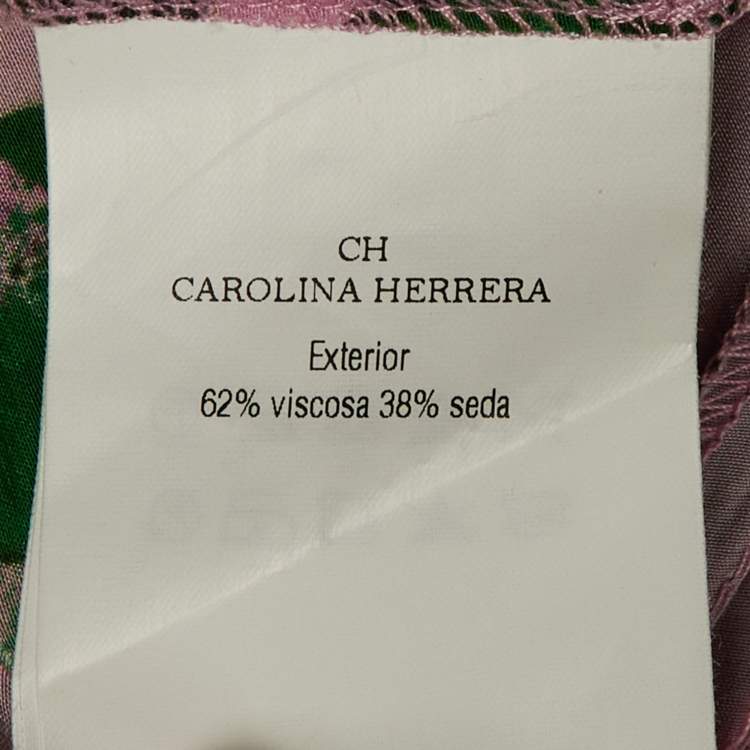 CH
CAROLINA HERRERA
Exterior
62% viscosa 38% seda